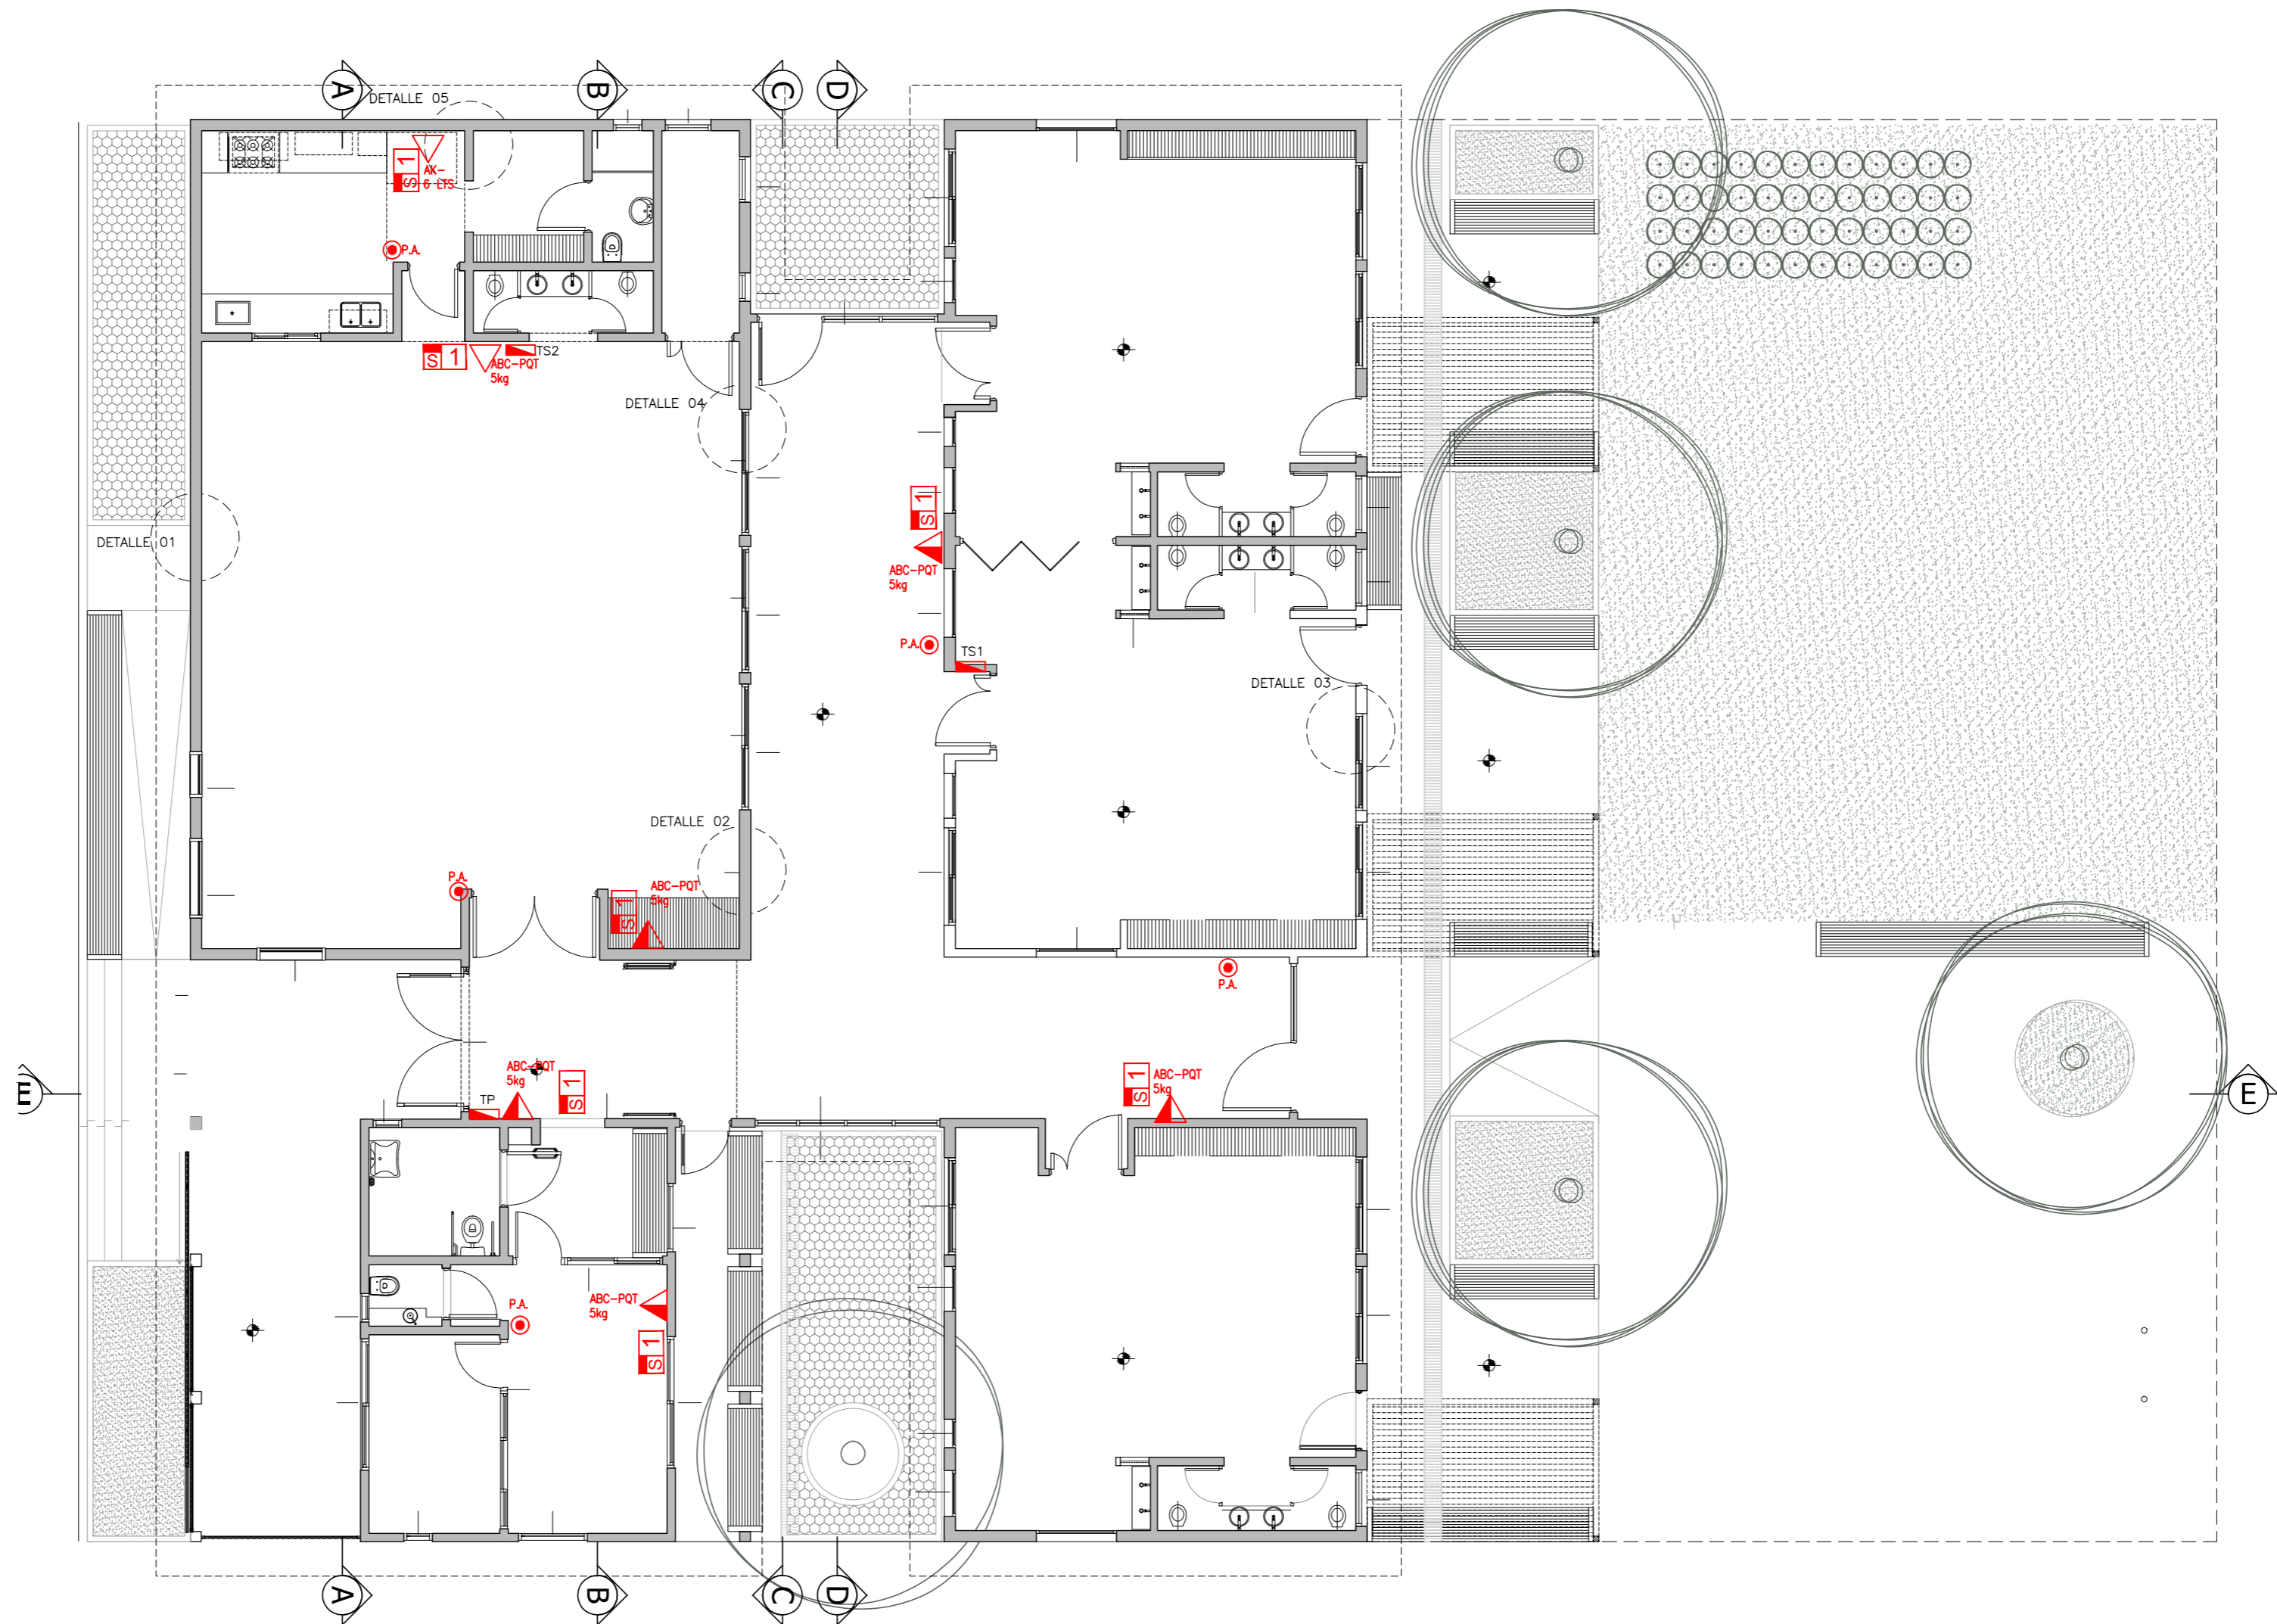 A
B
C
D
DETALLE 05
S 1
AK-
6 LTS
P.A.
S 1
ABC-PQT
5kg
TS2
DETALLE 04
S 1
ABC-PQT
5kg
DETALLE 01
P.A.
TS1
DETALLE 03
DETALLE 02
P.A.
S 1
ABC-PQT
5kg
P.A.
E
TP
ABC-PQT
5kg
S 1
S 1
ABC-PQT
5kg
E
P.A.
ABC-PQT
5kg
S 1
A
B
C
D